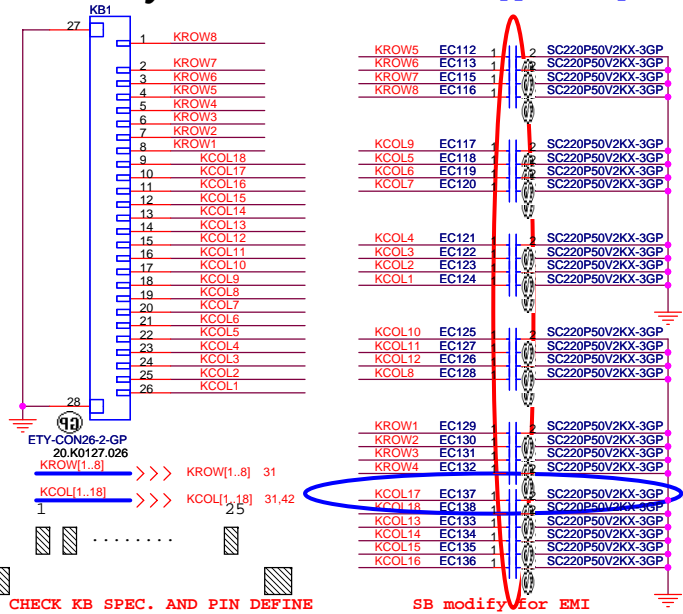 KB1
27
1 KROW8
2 KROW7
3 KROW6
4 KROW5
5 KROW4
6 KROW3
7 KROW2
8 KROW1
9 KCOL18
10 KCOL17
11 KCOL16
12 KCOL15
13 KCOL14
14 KCOL13
15 KCOL12
16 KCOL11
17 KCOL10
18 KCOL9
19 KCOL8
20 KCOL7
21 KCOL6
22 KCOL5
23 KCOL4
24 KCOL3
25 KCOL2
26 KCOL1
28
ETY-CON26-2-GP
20.K0127.026
KROW[1..8] KROW[1..8] 31
KCOL[1..18] KCOL[1..18] 31,42
1 25
CHECK KB SPEC. AND PIN DEFINE
KROW5 EC112 1 2 SC220P50V2KX-3GP
KROW6 EC113 1 2 SC220P50V2KX-3GP
KROW7 EC115 1 2 SC220P50V2KX-3GP
KROW8 EC116 1 2 SC220P50V2KX-3GP
KCOL9 EC117 1 2 SC220P50V2KX-3GP
KCOL5 EC118 1 2 SC220P50V2KX-3GP
KCOL6 EC119 1 2 SC220P50V2KX-3GP
KCOL7 EC120 1 2 SC220P50V2KX-3GP
KCOL4 EC121 1 2 SC220P50V2KX-3GP
KCOL3 EC122 1 2 SC220P50V2KX-3GP
KCOL2 EC123 1 2 SC220P50V2KX-3GP
KCOL1 EC124 1 2 SC220P50V2KX-3GP
KCOL10 EC125 1 2 SC220P50V2KX-3GP
KCOL11 EC127 1 2 SC220P50V2KX-3GP
KCOL12 EC126 1 2 SC220P50V2KX-3GP
KCOL8 EC128 1 2 SC220P50V2KX-3GP
KROW1 EC129 1 2 SC220P50V2KX-3GP
KROW2 EC130 1 2 SC220P50V2KX-3GP
KROW3 EC131 1 2 SC220P50V2KX-3GP
KROW4 EC132 1 2 SC220P50V2KX-3GP
KCOL17 EC137 1 2 SC220P50V2KX-3GP
KCOL18 EC138 1 2 SC220P50V2KX-3GP
KCOL13 EC133 1 2 SC220P50V2KX-3GP
KCOL14 EC134 1 2 SC220P50V2KX-3GP
KCOL15 EC135 1 2 SC220P50V2KX-3GP
KCOL16 EC136 1 2 SC220P50V2KX-3GP
SB modify for EMI